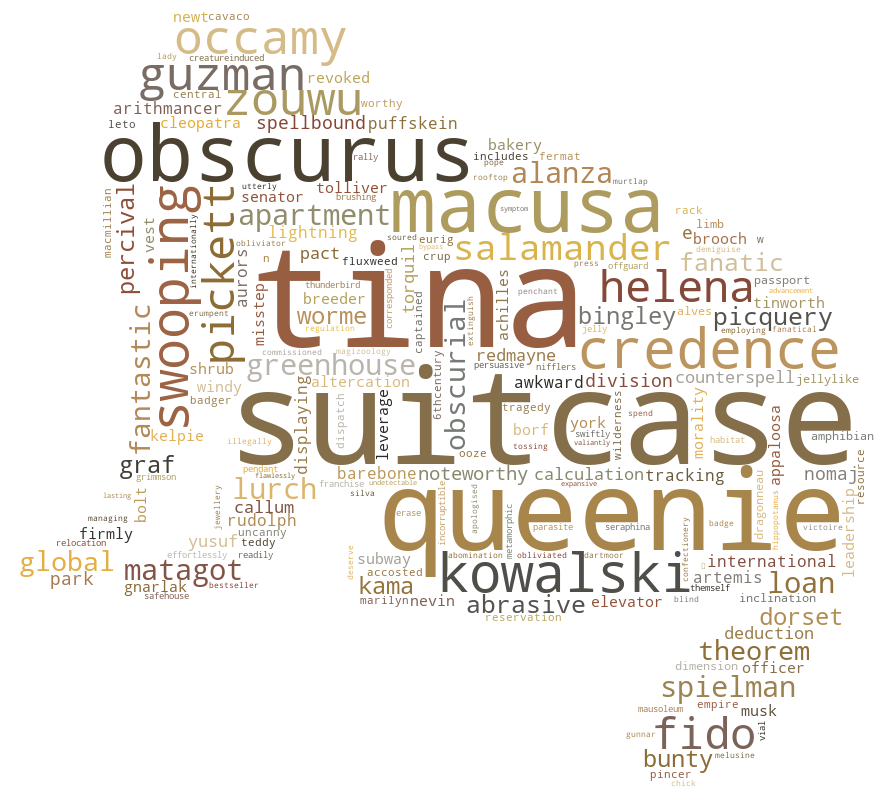 newt cavaco
occamy
lady creatureinduced
guzman revoked
central zouwu worthy
arithmancer
leto cleopatra spellbound puffskein
bakery
obscurus rally includes fermat
pope alanza
rooftop murtlap
utterly tolliver
senator brushing
macmillian percival vest swooping internationally pickett
apartment macusa symptom rack
limb
lightning obliviator soured eurig salamander e brooch w
bypass demiguise
aurors n pact fluxweed crup press offguard fanatic
torquil corresponded
tina
thunderbird penchant helena passport
advancement
misstep breeder captained extinguish achilles tinworth
erumpent worme bingley alves picquery
regulation jelly employing fanatical
fantastic commissioned magizoology obscurial redmayne credence
greenhouse persuasive nifflers
shrub windy altercation awkward division counterspell jellylike
badger 6thcentury tragedy
displaying dispatch leverage suitcase borf york wilderness spend morality appaloosa amphibian
kelpie illegally ooze tossing swiftly valiantly habitat
graf pendant barebone noteworthy calculation tracking nomaj resource
grimmson flawlessly franchise undetectable expansive
lasting bolt jewellery lurch silva incorruptible queenie dragonneau hippopotamus leadership
managing callum erase apologised metamorphic parasite seraphina badge victoire
firmly rudolph uncanny
relocation yusuf teddy
effortlessly readily deserve subway abomination obliviated dartmoor confectionery
global matagot accosted kowalski international
park gnarlak bestseller kama artemis loan
safehouse themself
marilyn nevin abrasive elevator blind inclination
reservation dorset
deduction
theorem
dimension officer
spielman
mausoleum empire musk
gunnar fido vial
bunty melusine
pincer
chick